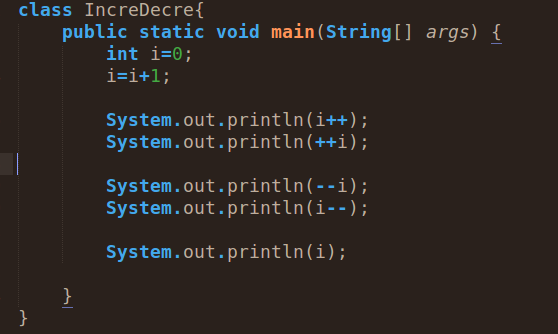 class IncreDecre{
    public static void main(String[] args) {
        int i=0;
        i=i+1;

        System.out.println(i++);
        System.out.println(++i);

        System.out.println(--i);
        System.out.println(i--);

        System.out.println(i);

    }
}